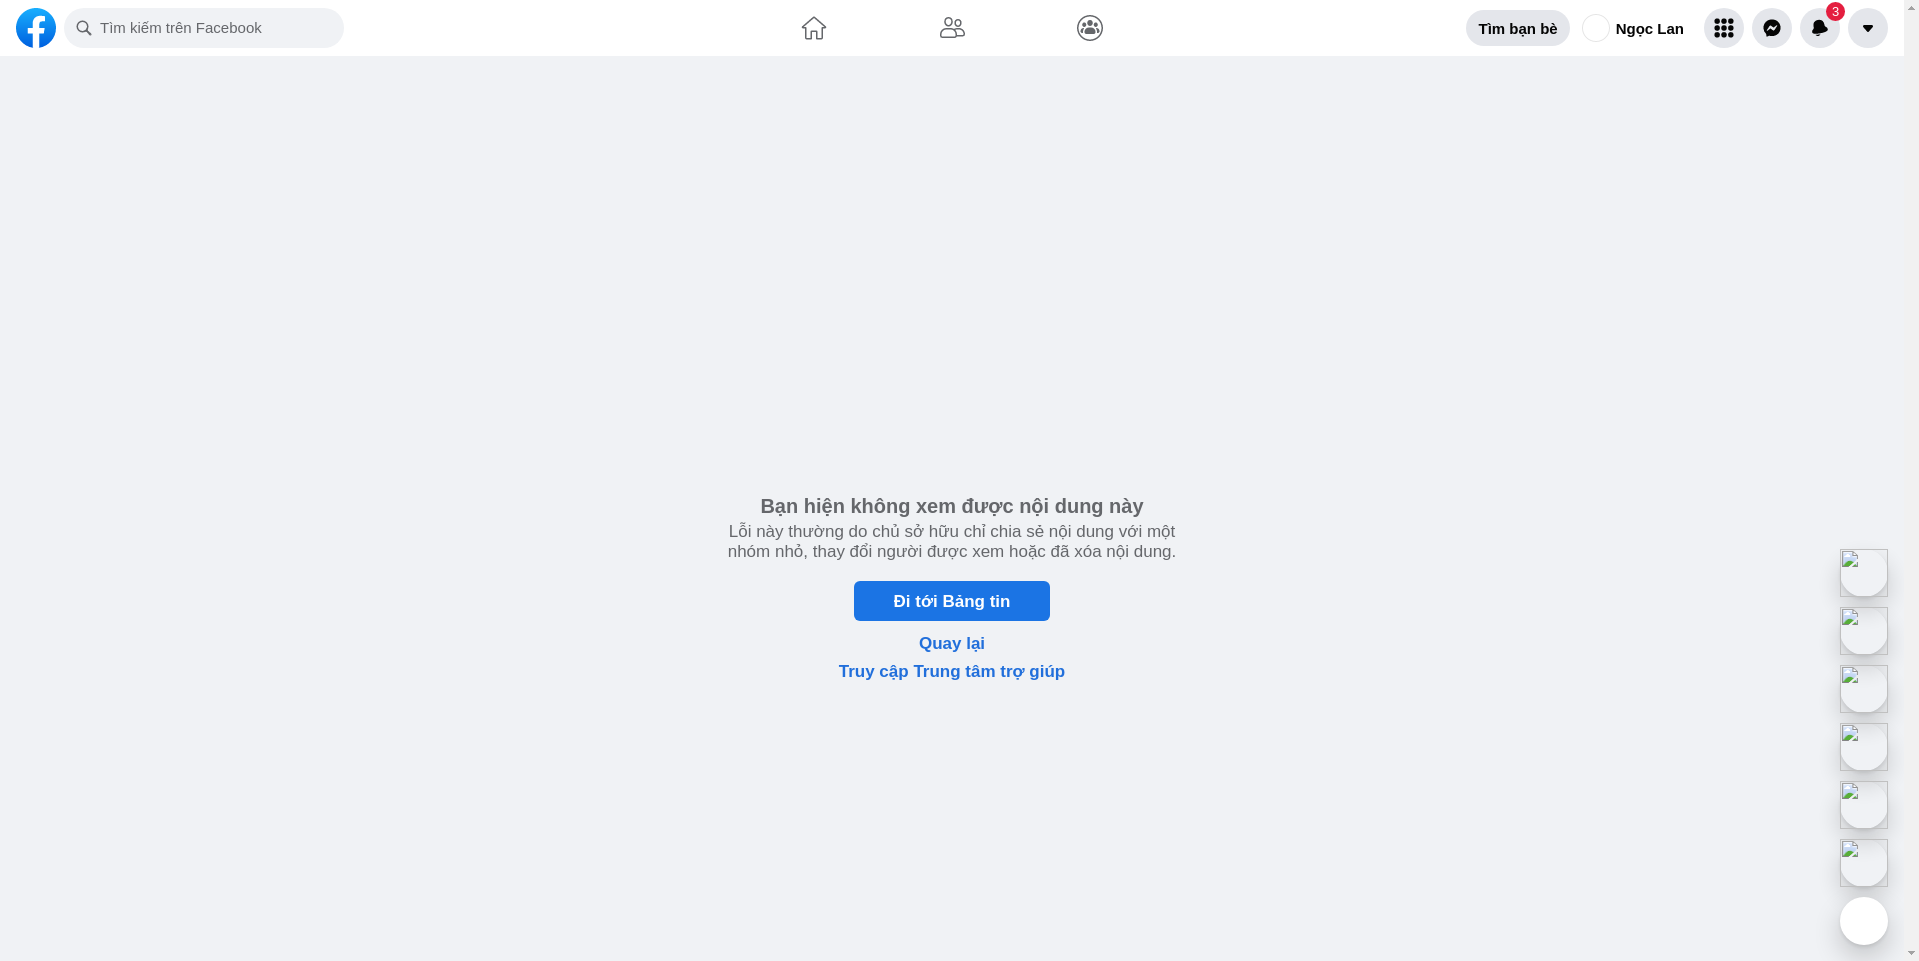 Tìm kiếm trên Facebook
Tìm bạn bè
Ngọc Lan
3
Bạn hiện không xem được nội dung này
Lỗi này thường do chủ sở hữu chỉ chia sẻ nội dung với một
nhóm nhỏ, thay đổi người được xem hoặc đã xóa nội dung.
Đi tới Bảng tin
Quay lại
Truy cập Trung tâm trợ giúp